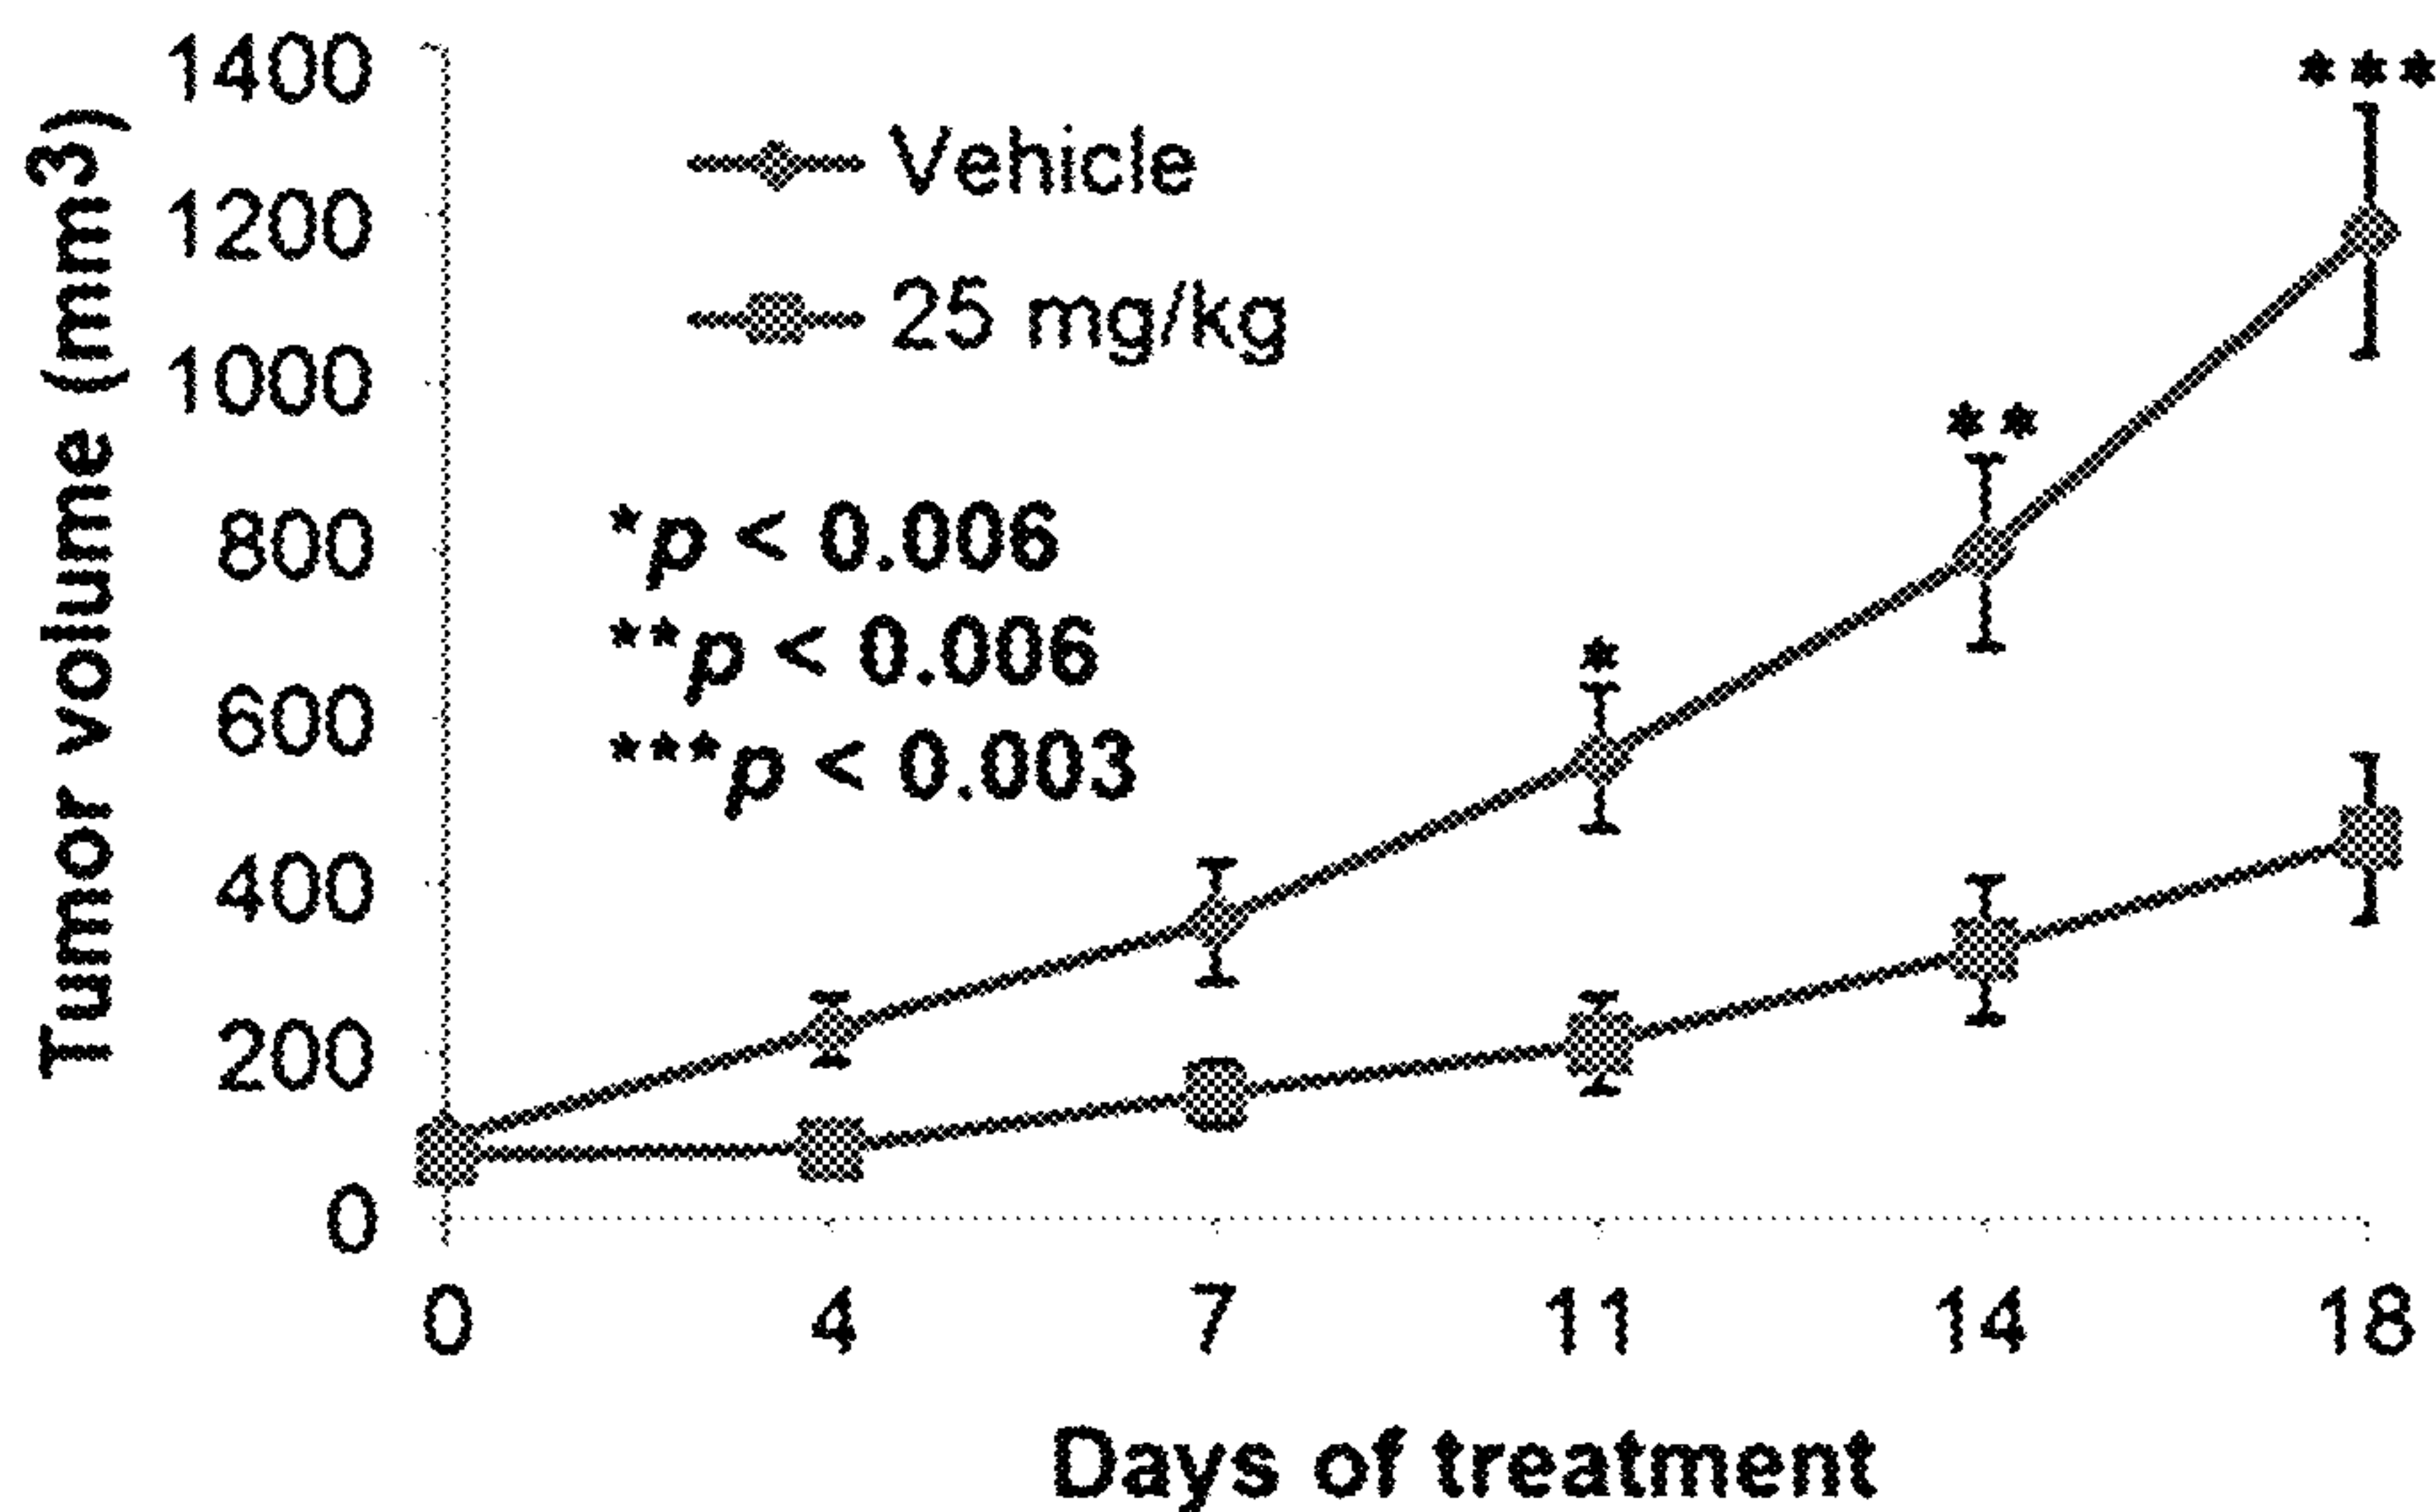 Tumor volume (mm3)
1400
1200
1000
800
600
400
200
0
Vehicle
25 mg/kg
*p < 0.006
**p < 0.006
***p < 0.003
*
**
***
0 4 7 11 14 18
Days of treatment